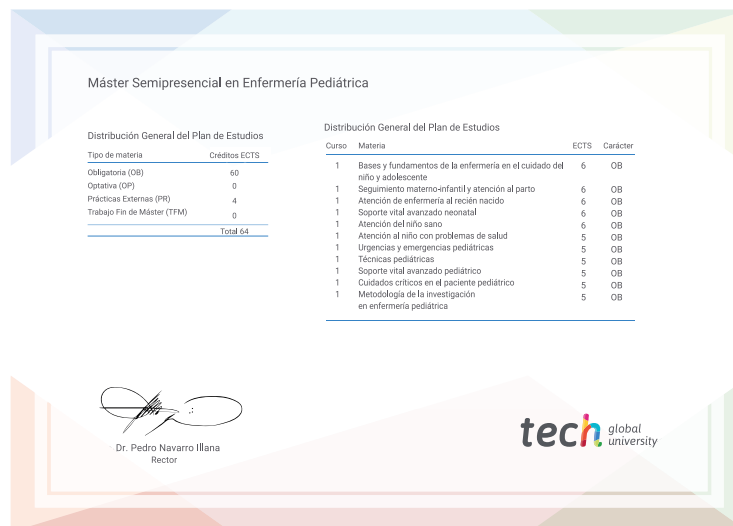 Máster Semipresencial en Enfermería Pediátrica
Distribución General del Plan de Estudios
Tipo de materia Créditos ECTS
Obligatoria (OB) 60
Optativa (OP) 0
Prácticas Externas (PR) 4
Trabajo Fin de Máster (TFM) 0
Total 64
Distribución General del Plan de Estudios
Curso Materia ECTS Carácter
1 Bases y fundamentos de la enfermería en el cuidado del 6 OB
niño y adolescente
1 Seguimiento materno-infantil y atención al parto 6 OB
1 Atención de enfermería al recién nacido 6 OB
1 Soporte vital avanzado neonatal 6 OB
1 Atención del niño sano 6 OB
1 Atención al niño con problemas de salud 5 OB
1 Urgencias y emergencias pediátricas 5 OB
1 Técnicas pediátricas 5 OB
1 Soporte vital avanzado pediátrico 5 OB
1 Cuidados críticos en el paciente pediátrico 5 OB
1 Metodología de la investigación 5 OB
en enfermería pediátrica
Dr. Pedro Navarro Illana
Rector
tech global
university